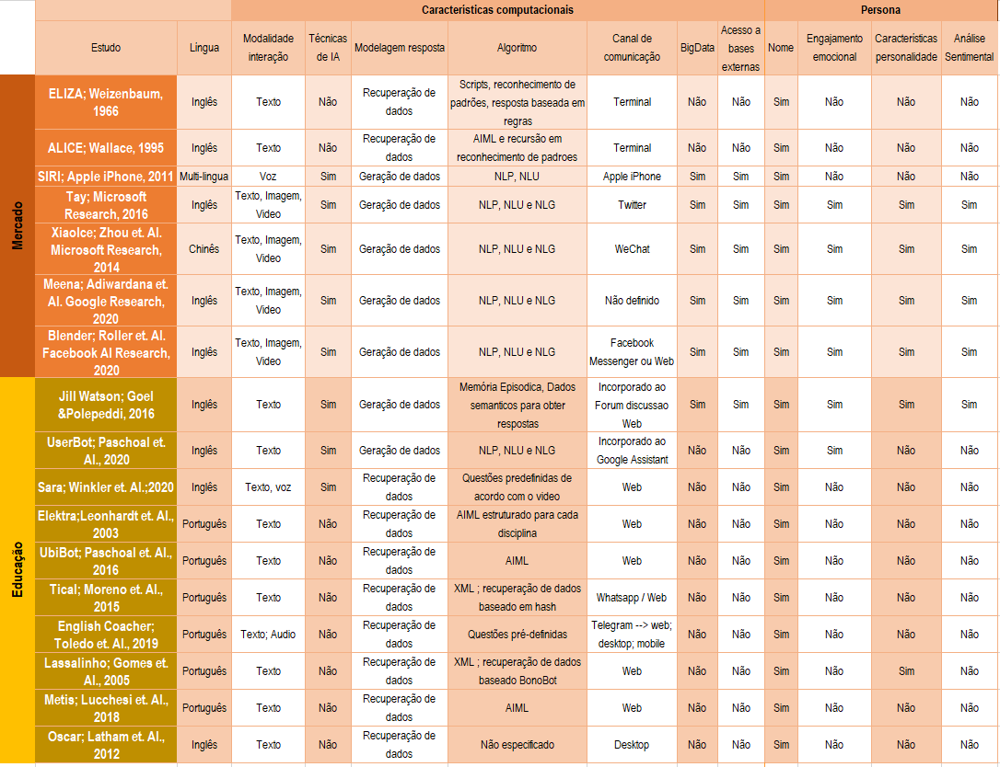 Características computacionais Persona
Estudo Lingua Modalidade interação Técnicas de IA Modelagem resposta Algoritmo Canal de comunicação BigData Acesso a bases externas Nome Engajamento emocional Características personalidade Análise Sentimental
Mercado
ELIZA; Weizenbaum, 1966 Inglês Texto Não Recuperação de dados Scripts, reconhecimento de padrões, resposta baseada em regras Terminal Não Não Sim Não Não Não
ALICE; Wallace, 1995 Inglês Texto Não Recuperação de dados AIML e recursão em reconhecimento de padroes Terminal Não Não Sim Não Não Não
SIRI; Apple iPhone, 2011 Multi-lingua Voz Sim Geração de dados NLP, NLU Apple iPhone Sim Sim Sim Não Não Não
Tay; Microsoft Research, 2016 Inglês Texto, Imagem, Video Sim Geração de dados NLP, NLU e NLG Twitter Sim Sim Sim Sim Sim Sim
XiaoIce; Zhou et. Al. Microsoft Research, 2014 Chinês Texto, Imagem, Video Sim Geração de dados NLP, NLU e NLG WeChat Sim Sim Sim Sim Sim Sim
Meena; Adiwardana et. Al. Google Research, 2020 Inglês Texto, Imagem, Video Sim Geração de dados NLP, NLU e NLG Não definido Sim Sim Sim Sim Sim Sim
Blender; Roller et. Al. Facebook AI Research, 2020 Inglês Texto, Imagem, Video Sim Geração de dados NLP, NLU e NLG Facebook Messenger ou Web Sim Sim Sim Sim Sim Sim
Educação
Jill Watson; Goel &Polepeddi, 2016 Inglês Texto Sim Geração de dados Memória Episodica, Dados semanticos para obter respostas Incorporado ao Forum discussao Web Sim Sim Sim Sim Sim Sim
UserBot; Paschoal et. Al., 2020 Inglês Texto Sim Geração de dados NLP, NLU e NLG Incorporado ao Google Assistant Não Não Sim Sim Não Não
Sara; Winkler et. Al.;2020 Inglês Texto, voz Sim Recuperação de dados Questões predefinidas de acordo com o video Web Não Não Sim Não Não Não
Elektra;Leonhardt et. Al., 2003 Português Texto Não Recuperação de dados AIML estruturado para cada disciplina Web Não Não Sim Não Não Não
UbiBot; Paschoal et. Al., 2016 Português Texto Não Recuperação de dados AIML Web Não Não Sim Não Não Não
Tical; Moreno et. Al., 2015 Português Texto Não Recuperação de dados XML ; recuperação de dados baseado em hash Whatsapp / Web Não Não Sim Não Não Não
English Coacher; Toledo et. Al., 2019 Português Texto; Audio Não Recuperação de dados Questões pré-definidas Telegram --> web; desktop; mobile Não Não Sim Não Não Não
Lassalinho; Gomes et. Al., 2005 Português Texto Não Recuperação de dados XML ; recuperação de dados baseado BonoBot Web Não Não Sim Não Sim Não
Metis; Lucchesi et. Al., 2018 Português Texto Não Recuperação de dados AIML Web Não Não Sim Não Não Não
Oscar; Latham et. Al., 2012 Inglês Texto Não Recuperação de dados Não especificado Desktop Não Não Sim Não Não Não